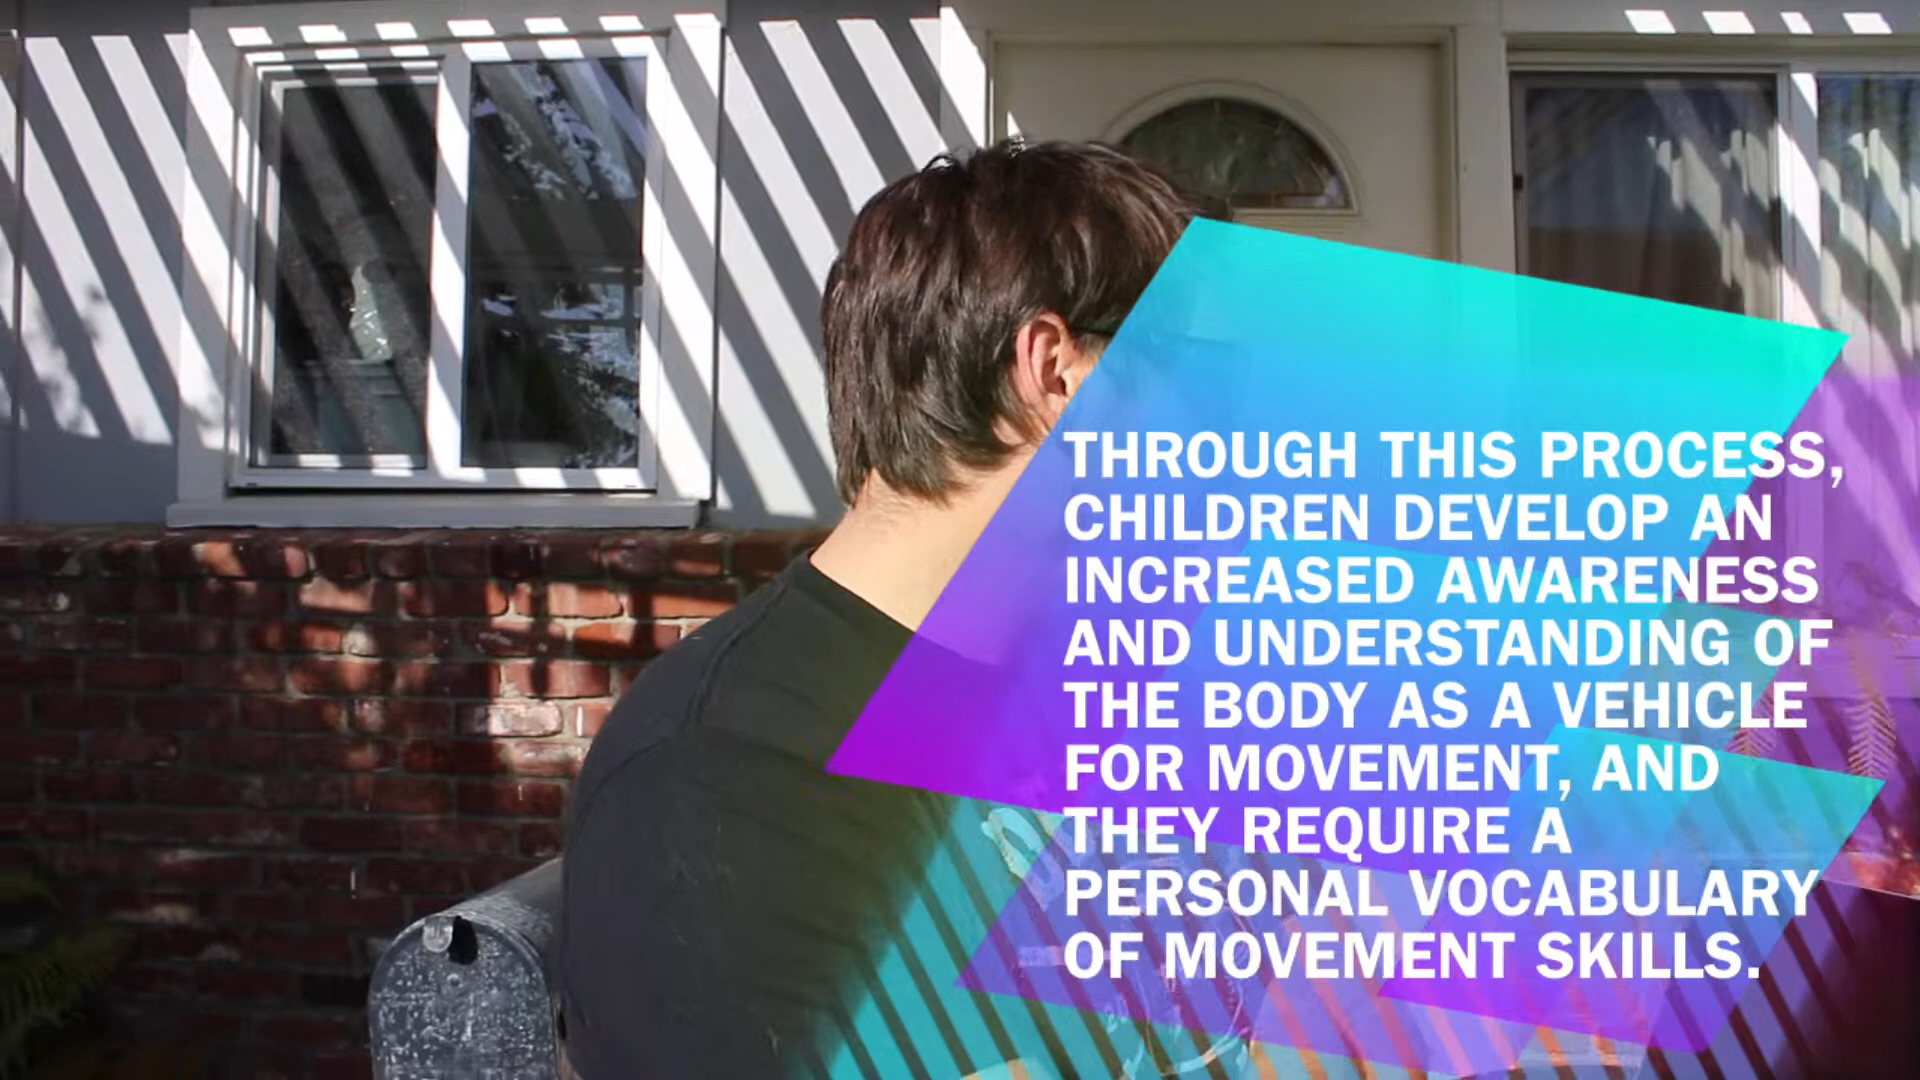 THROUGH THIS PROCESS,
CHILDREN DEVELOP AN
INCREASED AWARENESS
AND UNDERSTANDING OF
THE BODY AS A VEHICLE
FOR MOVEMENT, AND
THEY REQUIRE A
PERSONAL VOCABULARY
OF MOVEMENT SKILLS.